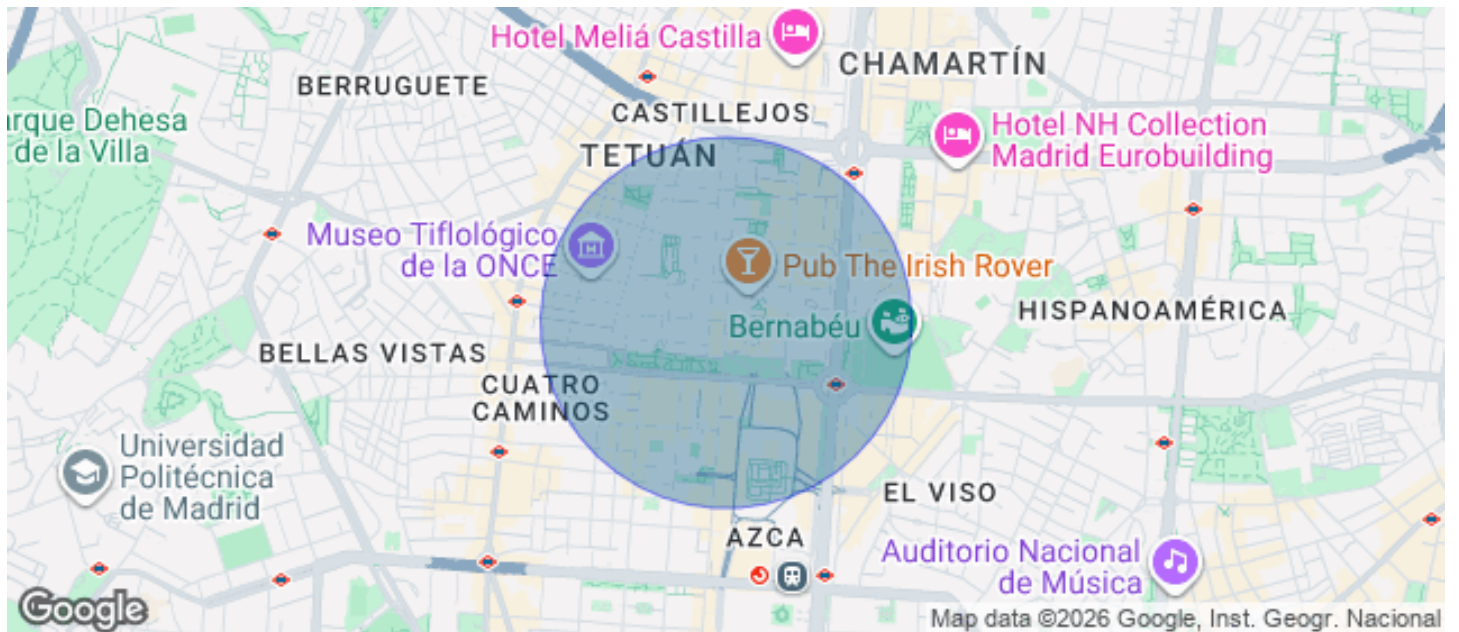 Hotel Meliá Castilla
CHAMARTÍN
BERRUGUETE
CASTILLEJOS
arque Dehesa
de la Villa
Hotel NH Collection
Madrid Eurobuilding
TETUÁN
Museo Tiflológico
de la ONCE
Pub The Irish Rover
HISPANOAMÉRICA
Bernabéu
BELLAS VISTAS
CUATRO
CAMINOS
Universidad
Politécnica
de Madrid
EL VISO
AZCA
Auditorio Nacional
de Música
Google
Map data ©2026 Google, Inst. Geogr. Nacional